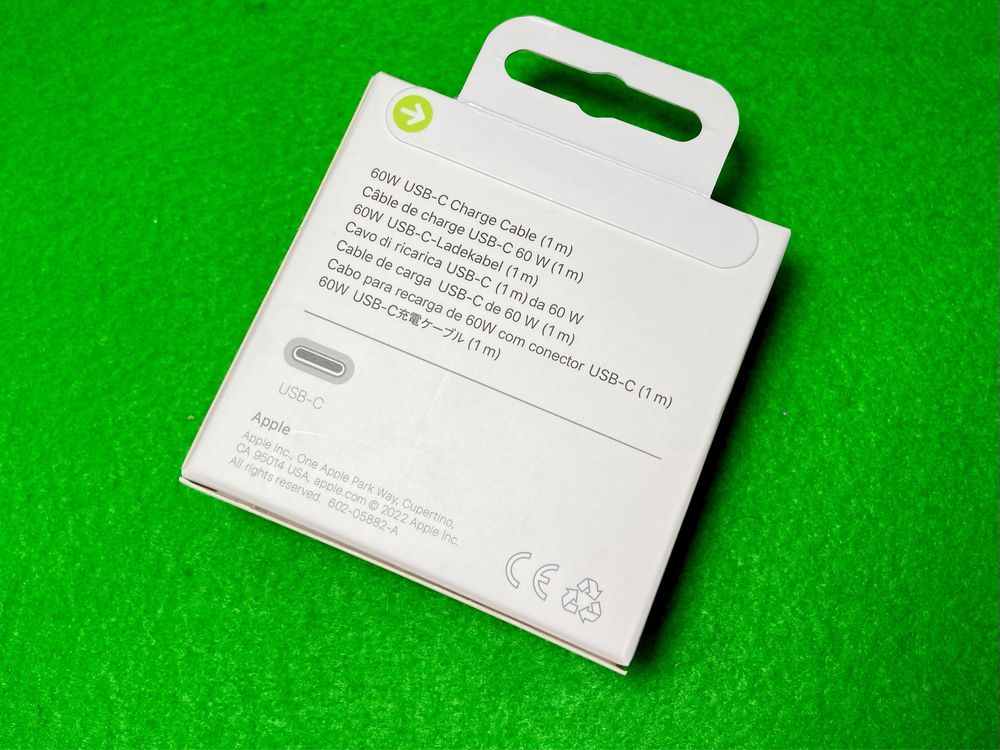 60W USB-C Charge Cable (1 m)
Câble de charge USB-C 60 W (1 m)
60W USB-C-Ladekabel (1 m)
Cavo di ricarica USB-C (1 m) da 60 W
Cable de carga USB-C de 60 W (1 m)
Cabo para recarga de 60W com conector USB-C (1 m)
60W USB-C充電ケーブル (1 m)
USB-C
Apple
Apple Inc., One Apple Park Way, Cupertino,
CA 95014 USA, apple.com © 2022 Apple Inc.
All rights reserved. 602-05882-A
CE